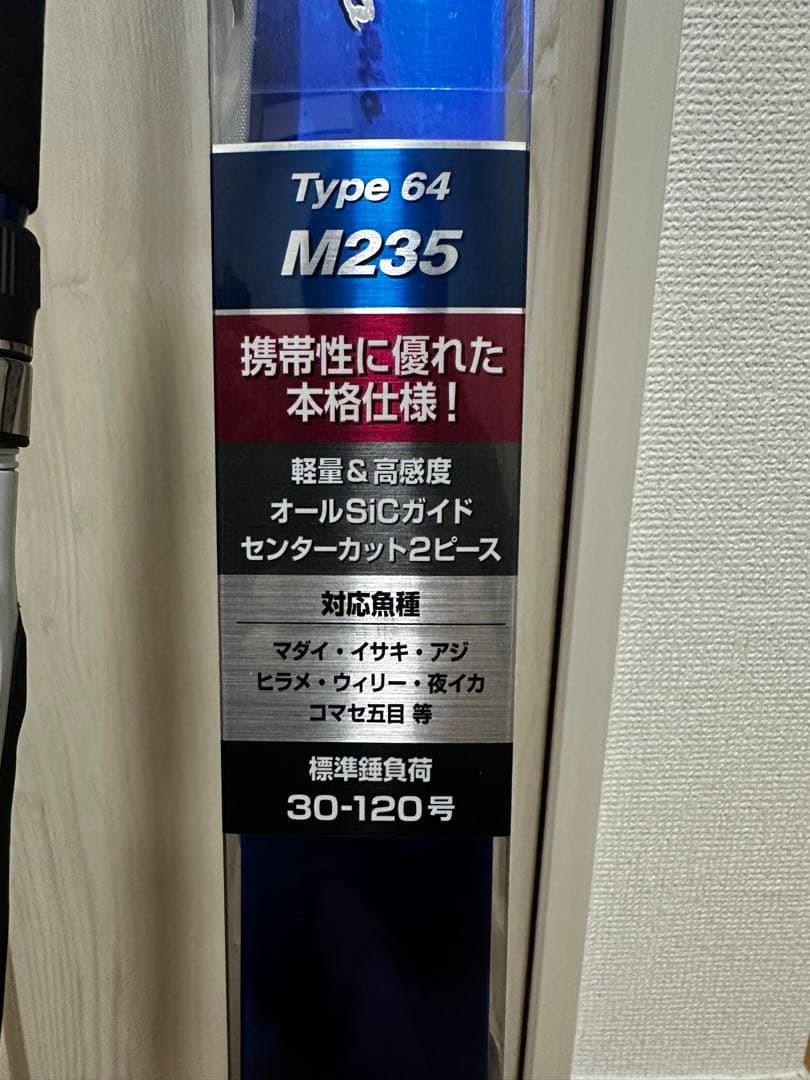 Type 64
M235
携帯性に優れた
本格仕様！
軽量＆高感度
オールSiCガイド
センターカット2ピース
対応魚種
マダイ・イサキ・アジ
ヒラメ・ウィリー・夜イカ
コマセ五目 等
標準錘負荷
30-120号